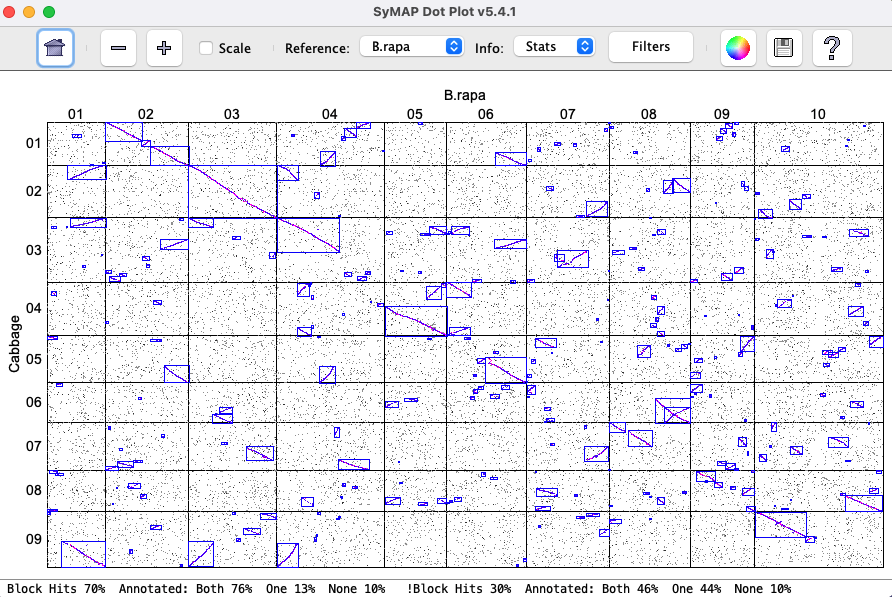 SyMAP Dot Plot v5.4.1
Scale Reference: B.rapa Info: Stats Filters
B.rapa
01 02 03 04 05 06 07 08 09 10
Cabbage
01
02
03
04
05
06
07
08
09
Block Hits 70% Annotated: Both 76% One 13% None 10% !Block Hits 30% Annotated: Both 46% One 44% None 10%